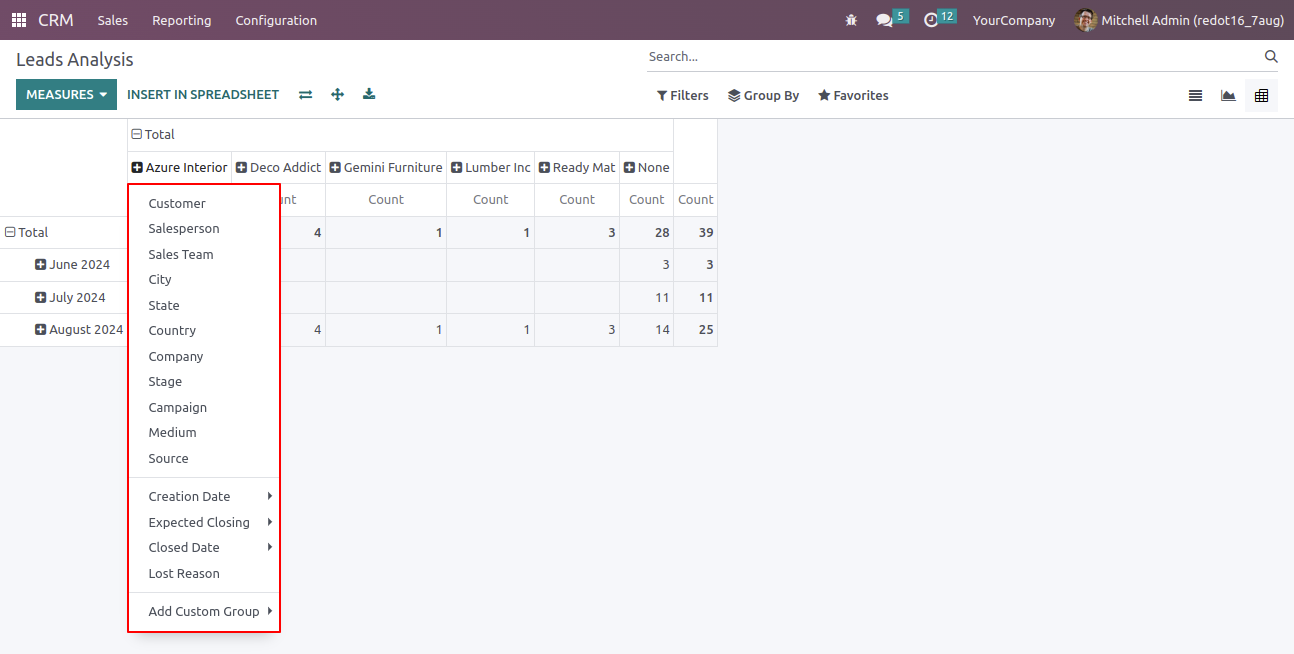 CRM Sales Reporting Configuration 5 12 YourCompany Mitchell Admin (redot16_7aug)
Leads Analysis Search...
MEASURES INSERT IN SPREADSHEET Filters Group By Favorites
Total
Azure Interior Deco Addict Gemini Furniture Lumber Inc Ready Mat None
nt Count Count Count Count Count
Total 4 1 1 3 28 39
June 2024 3 3
July 2024 11 11
August 2024 4 1 1 3 14 25
Customer
Salesperson
Sales Team
City
State
Country
Company
Stage
Campaign
Medium
Source
Creation Date
Expected Closing
Closed Date
Lost Reason
Add Custom Group